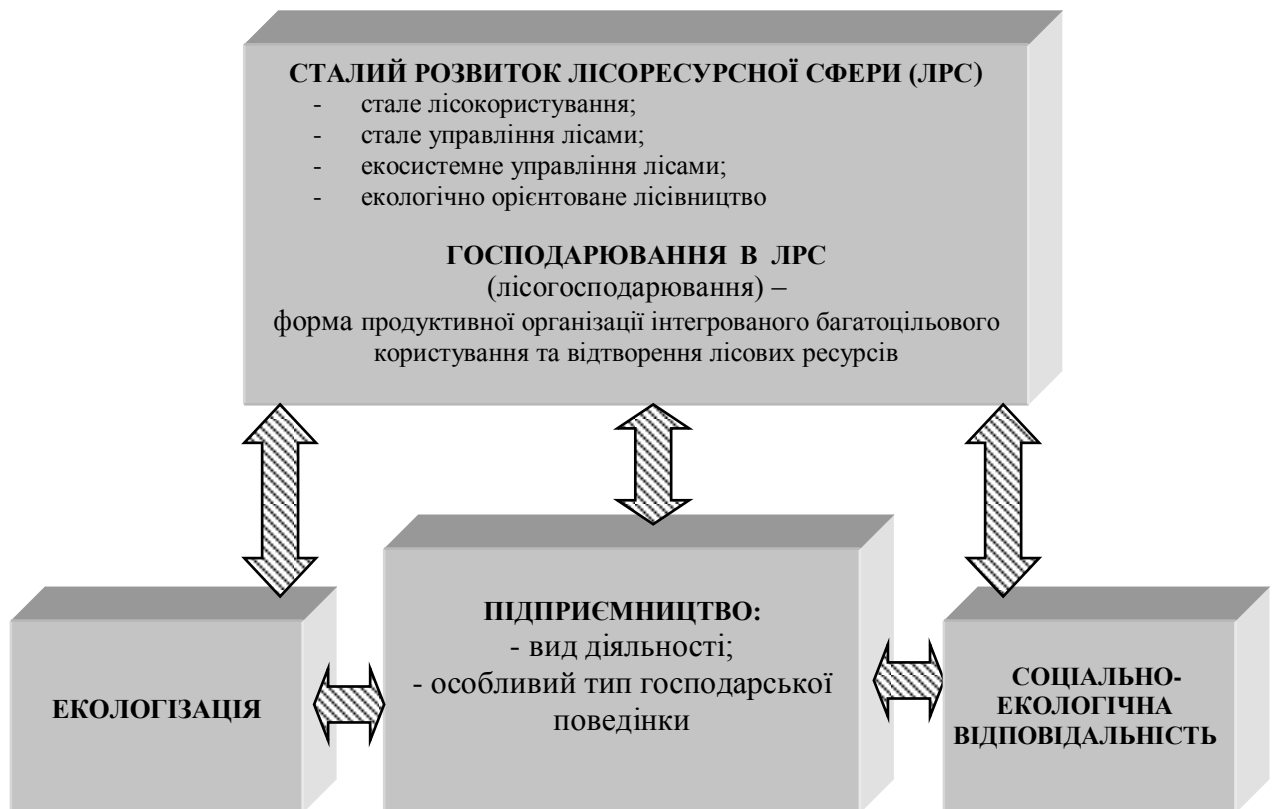 СТАЛИЙ РОЗВИТОК ЛІСОРЕСУРСНОЇ СФЕРИ (ЛРС)
- стале лісокористування;
- стале управління лісами;
- екосистемне управління лісами;
- екологічно орієнтоване лісівництво
ГОСПОДАРЮВАННЯ В ЛРС
(лісогосподарювання) –
форма продуктивної організації інтегрованого багатоцільового
користування та відтворення лісових ресурсів
ЕКОЛОГІЗАЦІЯ
ПІДПРИЄМНИЦТВО:
- вид діяльності;
- особливий тип господарської
поведінки
СОЦІАЛЬНО-
ЕКОЛОГІЧНА
ВІДПОВІДАЛЬНІСТЬ